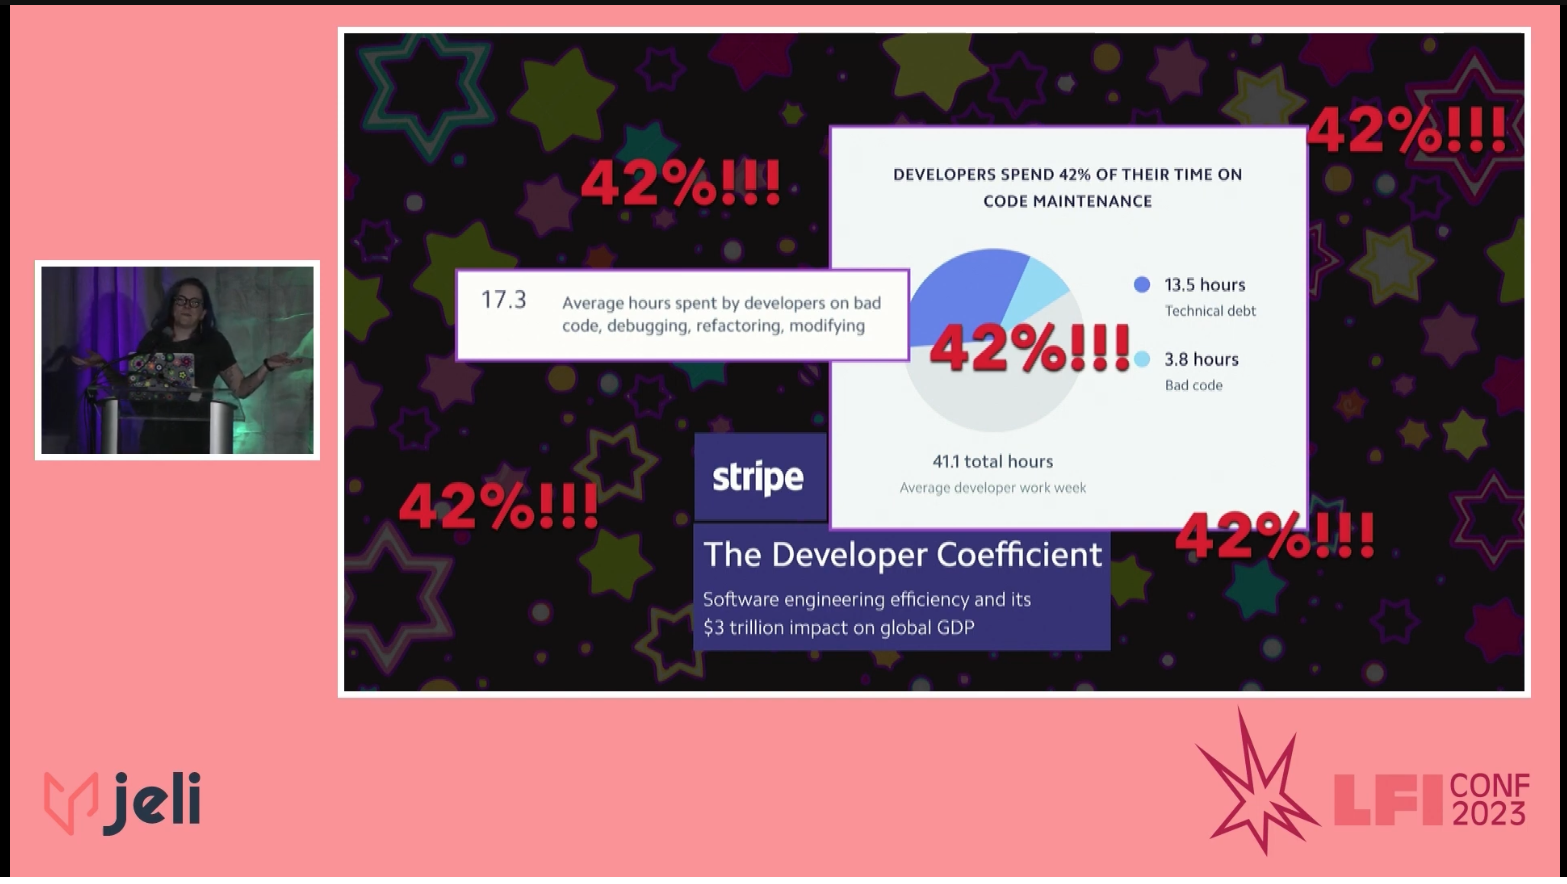 42%!!!
42%!!!
DEVELOPERS SPEND 42% OF THEIR TIME ON
CODE MAINTENANCE
17.3
Average hours spent by developers on bad
code, debugging, refactoring, modifying
13.5 hours
Technical debt
42%!!!
3.8 hours
Bad code
41.1 total hours
Average developer work week
stripe
42%!!!
42%!!!
The Developer Coefficient
Software engineering efficiency and its
$3 trillion impact on global GDP
jeli
LFI
CONF
2023